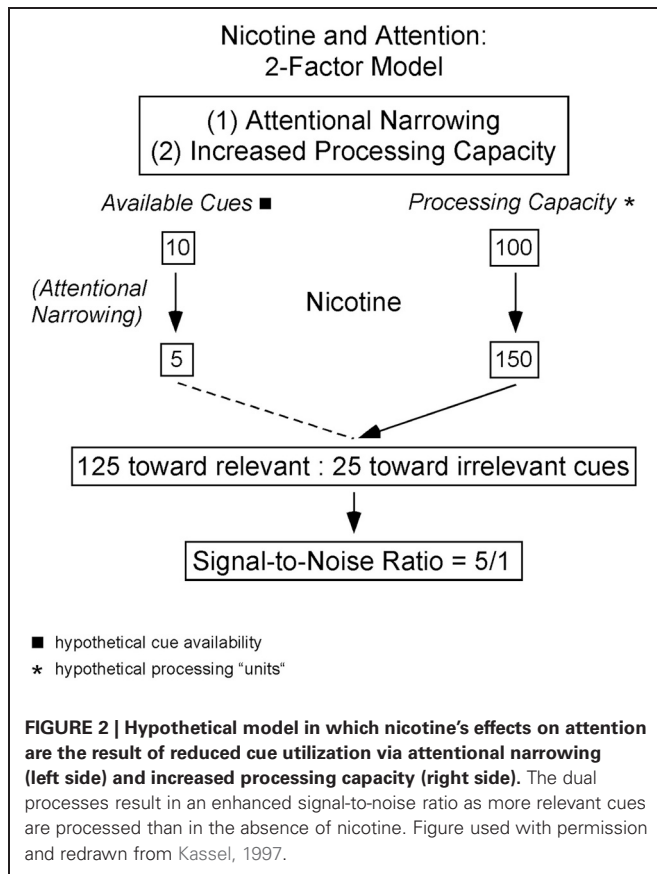 Nicotine and Attention:
2-Factor Model
(1) Attentional Narrowing
(2) Increased Processing Capacity
Available Cues ■
Processing Capacity *
10
100
(Attentional
Narrowing)
Nicotine
5
150
125 toward relevant : 25 toward irrelevant cues
Signal-to-Noise Ratio = 5/1
■ hypothetical cue availability
* hypothetical processing “units“
FIGURE 2 | Hypothetical model in which nicotine’s effects on attention
are the result of reduced cue utilization via attentional narrowing
(left side) and increased processing capacity (right side). The dual
processes result in an enhanced signal-to-noise ratio as more relevant cues
are processed than in the absence of nicotine. Figure used with permission
and redrawn from Kassel, 1997.